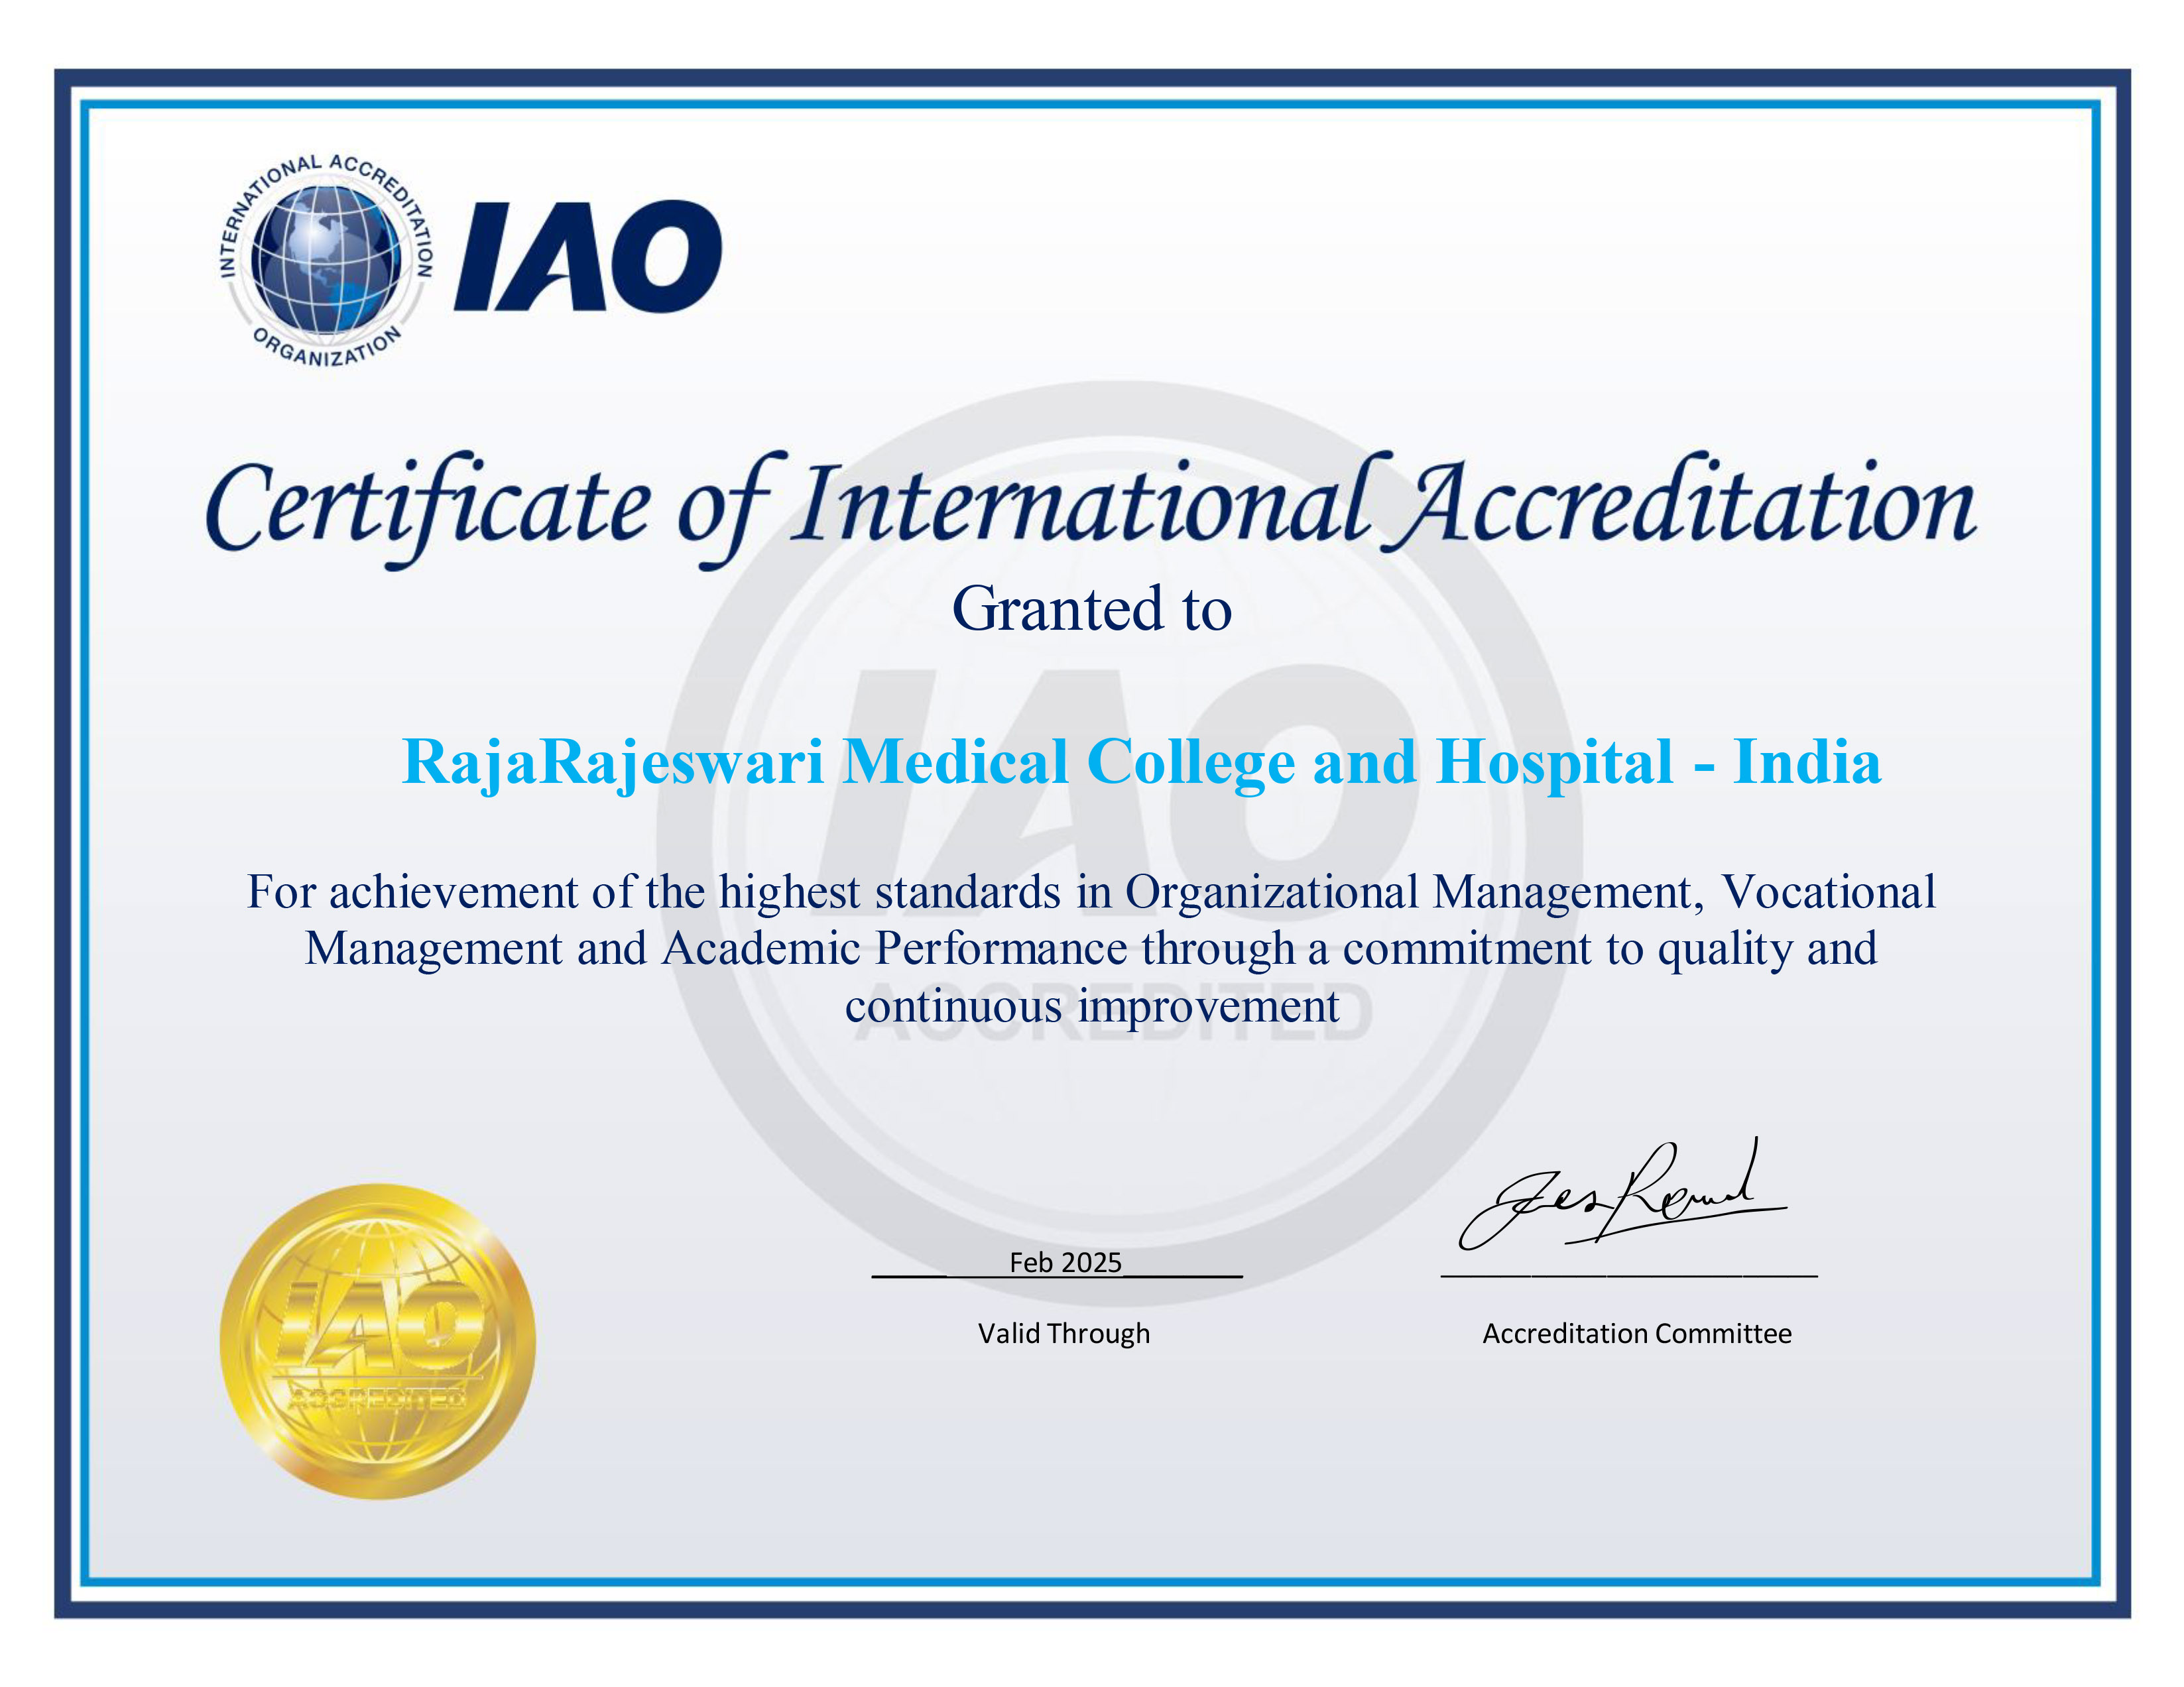 INTERNATIONAL ACCREDITATION
ORGANIZATION
IAO
Certificate of International Accreditation
Granted to
RajaRajeswari Medical College and Hospital - India
For achievement of the highest standards in Organizational Management, Vocational
Management and Academic Performance through a commitment to quality and
continuous improvement
IAO
ACCREDITED
Feb 2025
Valid Through
Accreditation Committee
IAO
ACCREDITED